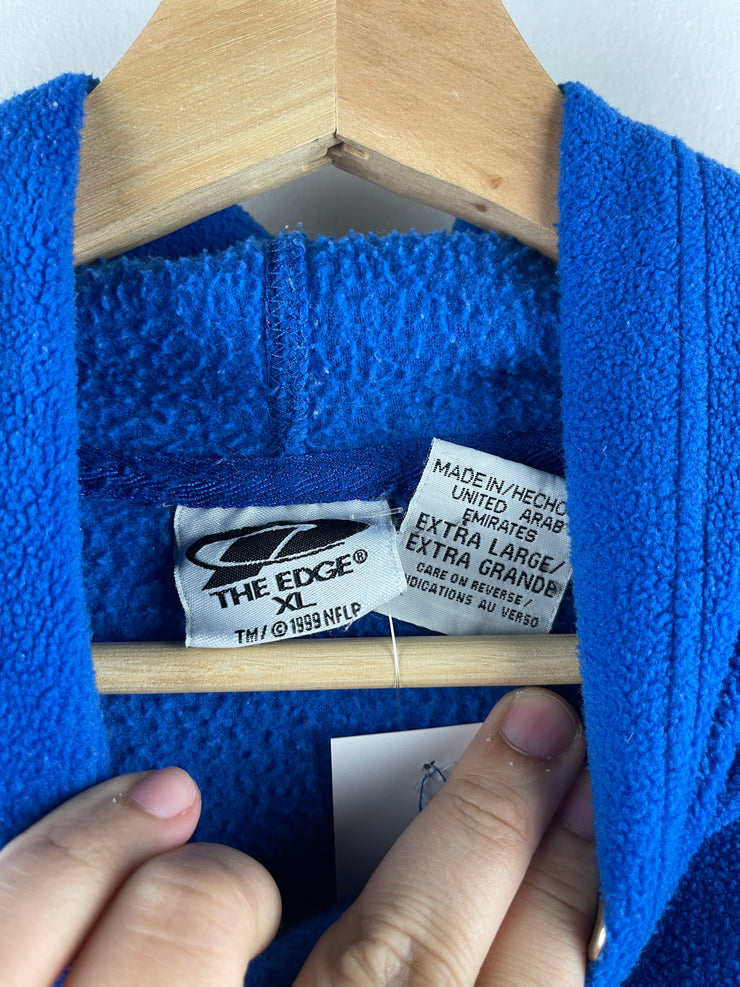 THE EDGE®
XL
TM/©1999 NFLP
MADE IN/HECHO
UNITED ARAB
EMIRATES
EXTRA LARGE/
EXTRA GRANDE
CARE ON REVERSE/
INDICATIONS AU VERSO